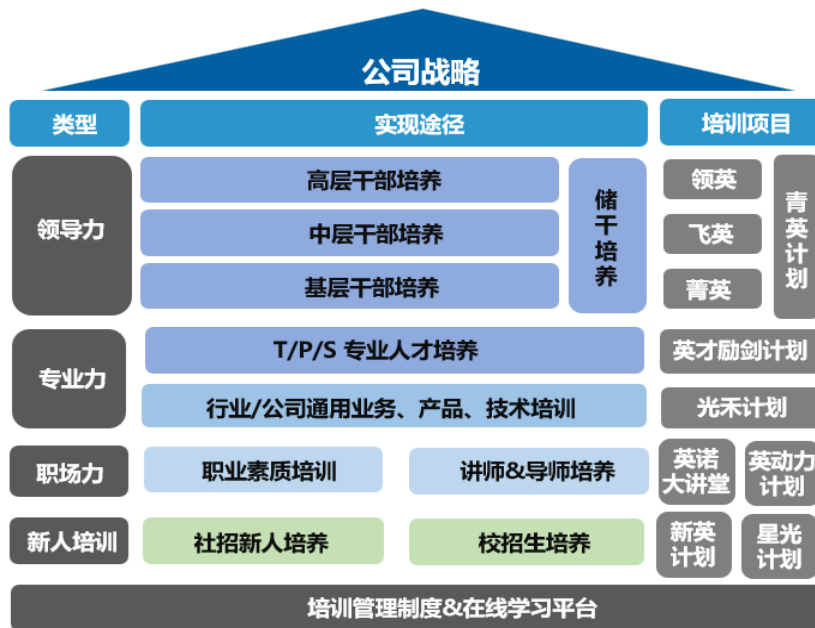 公司战略
类型
实现途径
培训项目
领导力
高层干部培养
中层干部培养
基层干部培养
储干培养
领英
飞英
菁英
青英计划
专业力
T/P/S 专业人才培养
英才励剑计划
行业/公司通用业务、产品、技术培训
光禾计划
职场力
职业素质培训
讲师&导师培养
英诺
大讲堂
英动力
计划
新人培训
社招新人培养
校招生培养
新英
计划
星光
计划
培训管理制度&在线学习平台